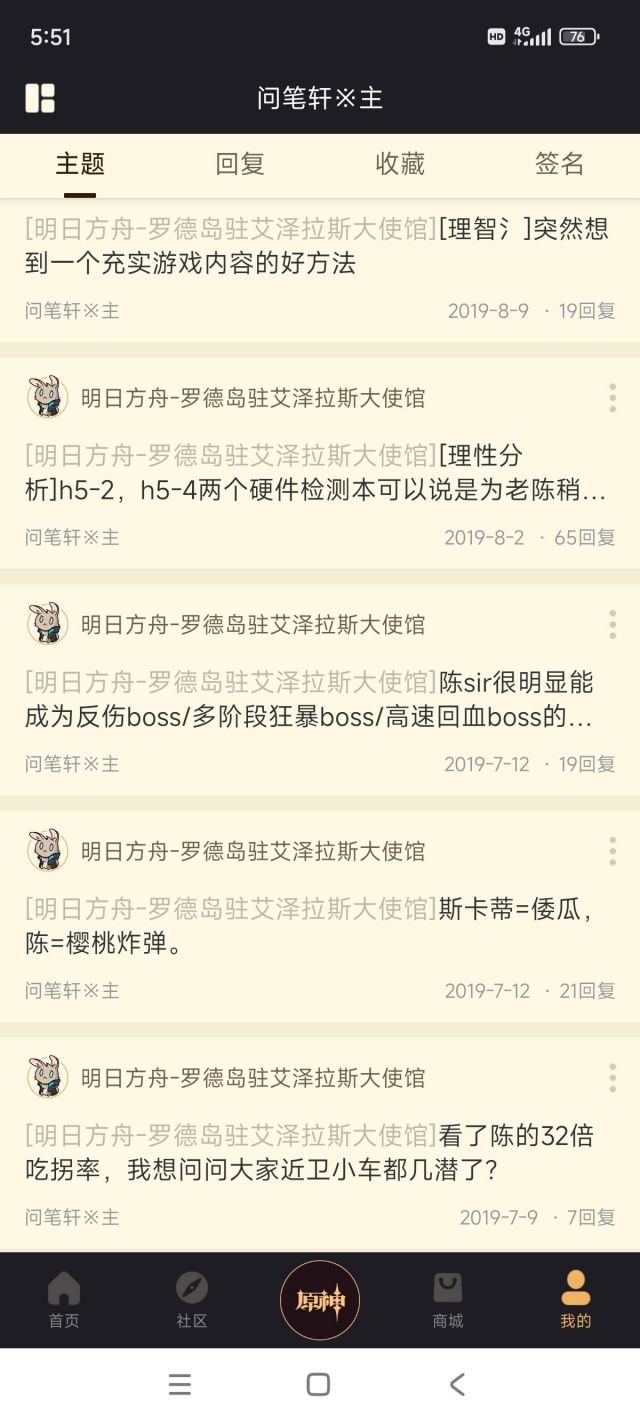 5:51
HD 4G 76
问笔轩※主
主题 回复 收藏 签名
[明日方舟-罗德岛驻艾泽拉斯大使馆][理智氵]突然想
到一个充实游戏内容的好方法
问笔轩※主 2019-8-9 · 19回复
明日方舟-罗德岛驻艾泽拉斯大使馆
[明日方舟-罗德岛驻艾泽拉斯大使馆][理性分
析]h5-2，h5-4两个硬件检测本可以说是为老陈稍...
问笔轩※主 2019-8-2 · 65回复
明日方舟-罗德岛驻艾泽拉斯大使馆
[明日方舟-罗德岛驻艾泽拉斯大使馆]陈sir很明显能
成为反伤boss/多阶段狂暴boss/高速回血boss的...
问笔轩※主 2019-7-12 · 19回复
明日方舟-罗德岛驻艾泽拉斯大使馆
[明日方舟-罗德岛驻艾泽拉斯大使馆]斯卡蒂=倭瓜，
陈=樱桃炸弹。
问笔轩※主 2019-7-12 · 21回复
明日方舟-罗德岛驻艾泽拉斯大使馆
[明日方舟-罗德岛驻艾泽拉斯大使馆]看了陈的32倍
吃拐率，我想问问大家近卫小车都几潜了？
问笔轩※主 2019-7-9 · 7回复
首页 社区 原神 商城 我的